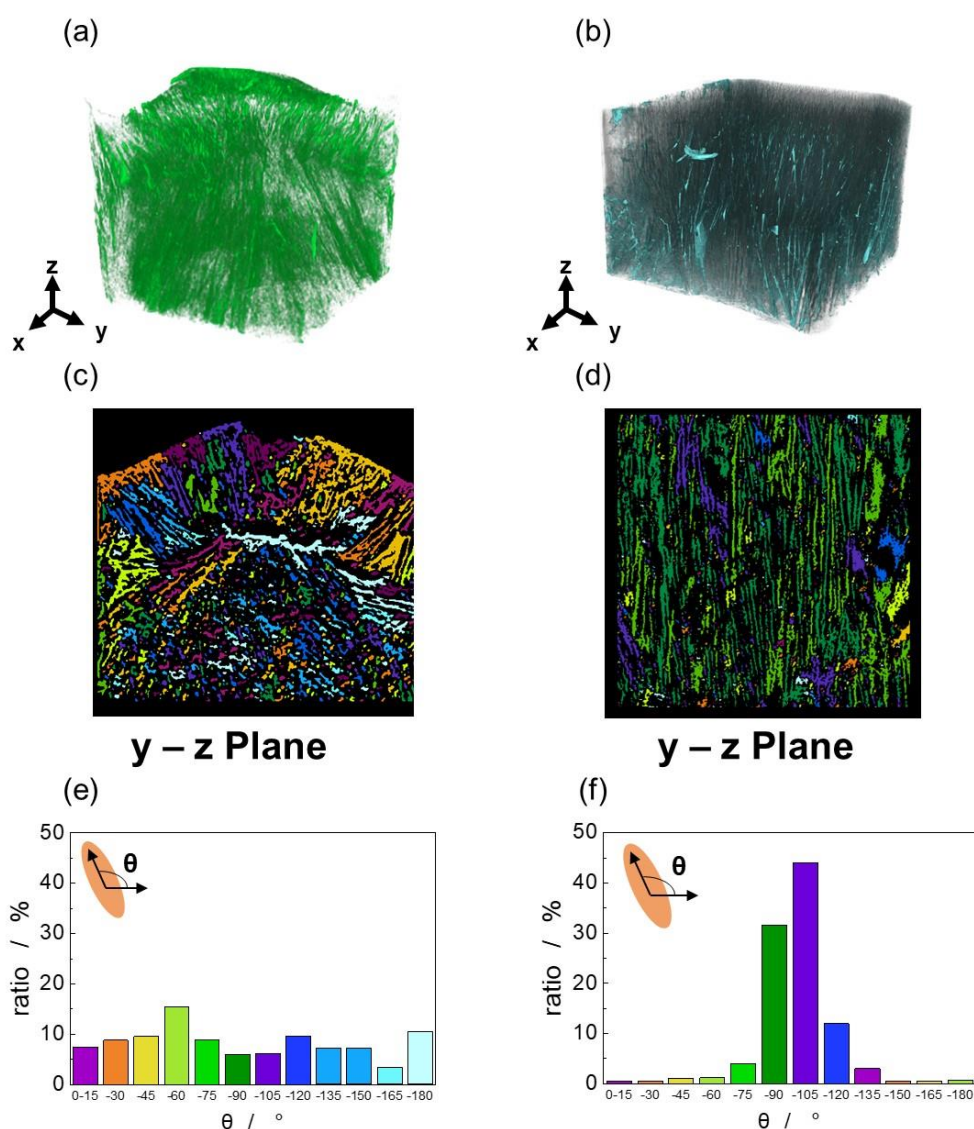 (a)
(b)
z
x
y
z
x
y
(c)
(d)
y – z Plane
y – z Plane
(e)
(f)
50
40
30
20
10
0
ratio / %
θ
0-15 -30 -45 -60 -75 -90 -105 -120 -135 -150 -165 -180
θ / °
50
40
30
20
10
0
ratio / %
θ
0-15 -30 -45 -60 -75 -90 -105 -120 -135 -150 -165 -180
θ / °